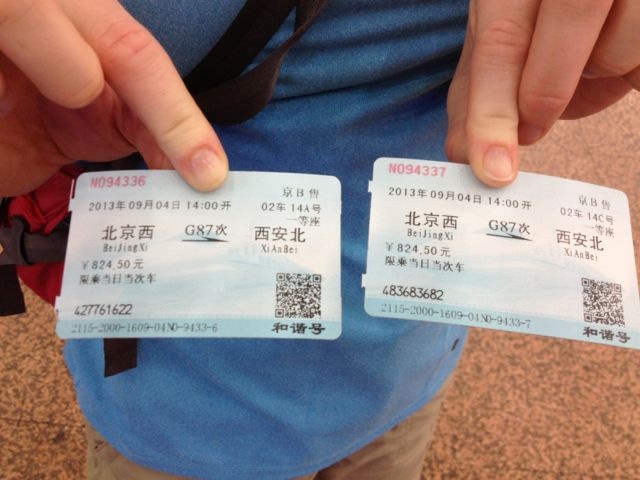 N094336
京B售
2013年09月04日 14:00开
02车 14A号
一等座
北京西 G87次 西安北
BeiJingXi XiAnBei
￥824.50元
限乘当日当次车
427761622
2115-2000-1609-04N0-9433-6 和谐号
N094337
京B售
2013年09月04日 14:00开
02车 14C号
一等座
北京西 G87次 西安北
BeiJingXi XiAnBei
￥824.50元
限乘当日当次车
483683682
2115-2000-1609-04N0-9433-7 和谐号